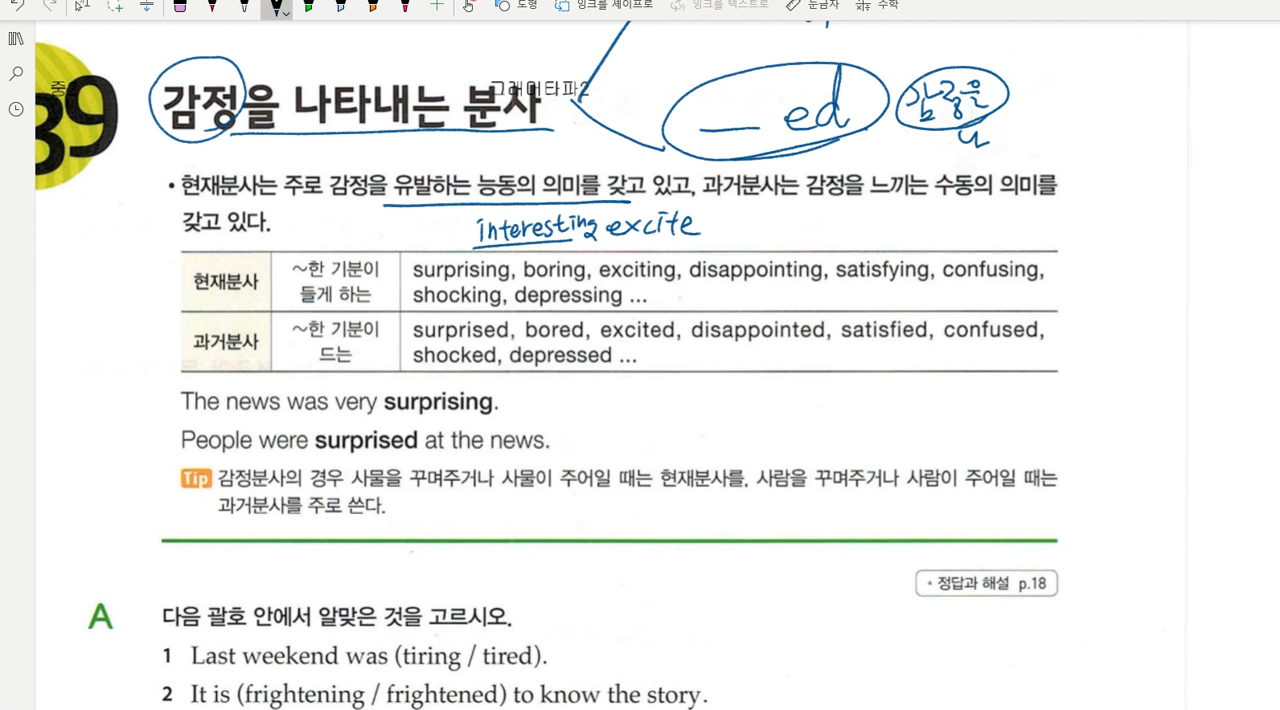 도형
잉크를 셰이프로
잉크를 텍스트로
눈금자
수학
중
그래머타파2
39 감정을 나타내는 분사
ed
감정을
• 현재분사는 주로 감정을 유발하는 능동의 의미를 갖고 있고, 과거분사는 감정을 느끼는 수동의 의미를
갖고 있다.
interesting excite
현재분사 ~한 기분이 들게 하는 surprising, boring, exciting, disappointing, satisfying, confusing,
shocking, depressing ...
과거분사 ~한 기분이 드는 surprised, bored, excited, disappointed, satisfied, confused,
shocked, depressed ...
The news was very surprising.
People were surprised at the news.
Tip 감정분사의 경우 사물을 꾸며주거나 사물이 주어일 때는 현재분사를, 사람을 꾸며주거나 사람이 주어일 때는
과거분사를 주로 쓴다.
• 정답과 해설 p.18
A 다음 괄호 안에서 알맞은 것을 고르시오.
1 Last weekend was (tiring / tired).
2 It is (frightening / frightened) to know the story.